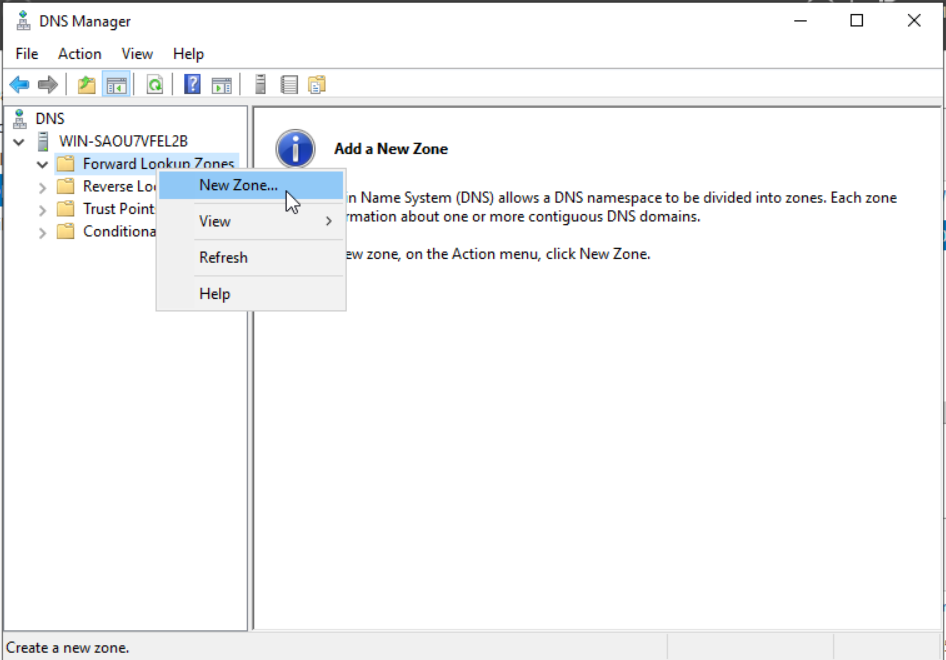 DNS Manager
File Action View Help
DNS
WIN-SAOU7VFEL2B
Forward Lookup Zones
Reverse Loo
Trust Point
Conditiona
New Zone...
View
Refresh
Help
Add a New Zone
in Name System (DNS) allows a DNS namespace to be divided into zones. Each zone
rmation about one or more contiguous DNS domains.
ew zone, on the Action menu, click New Zone.
Create a new zone.